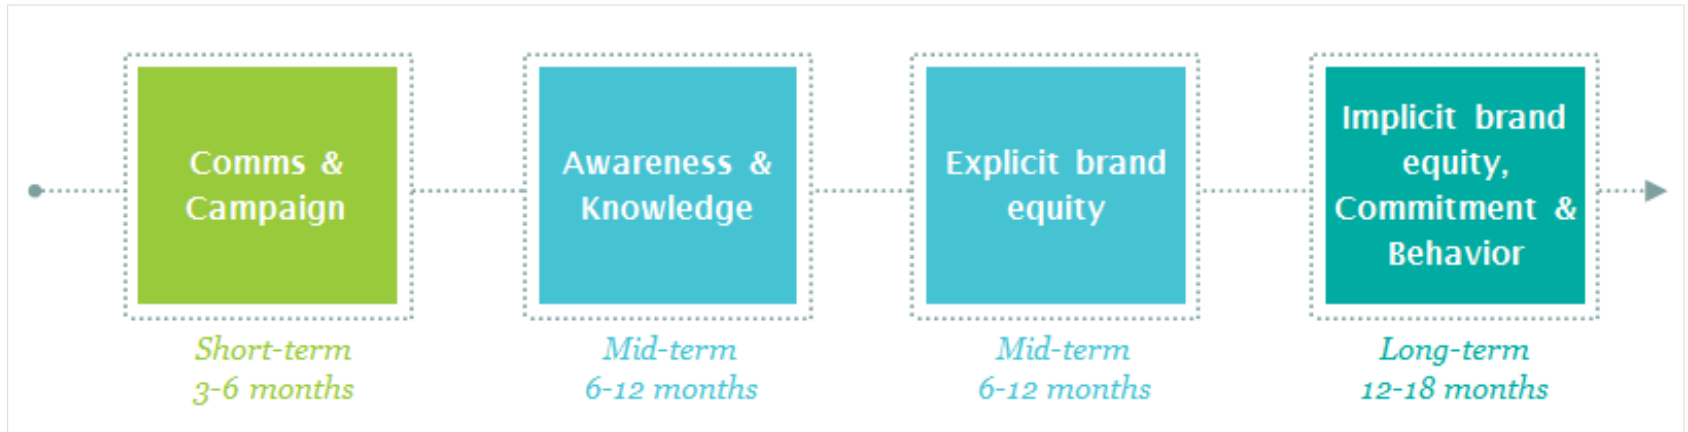 Comms &
Campaign
Short-term
3-6 months
Awareness &
Knowledge
Mid-term
6-12 months
Explicit brand
equity
Mid-term
6-12 months
Implicit brand
equity,
Commitment &
Behavior
Long-term
12-18 months